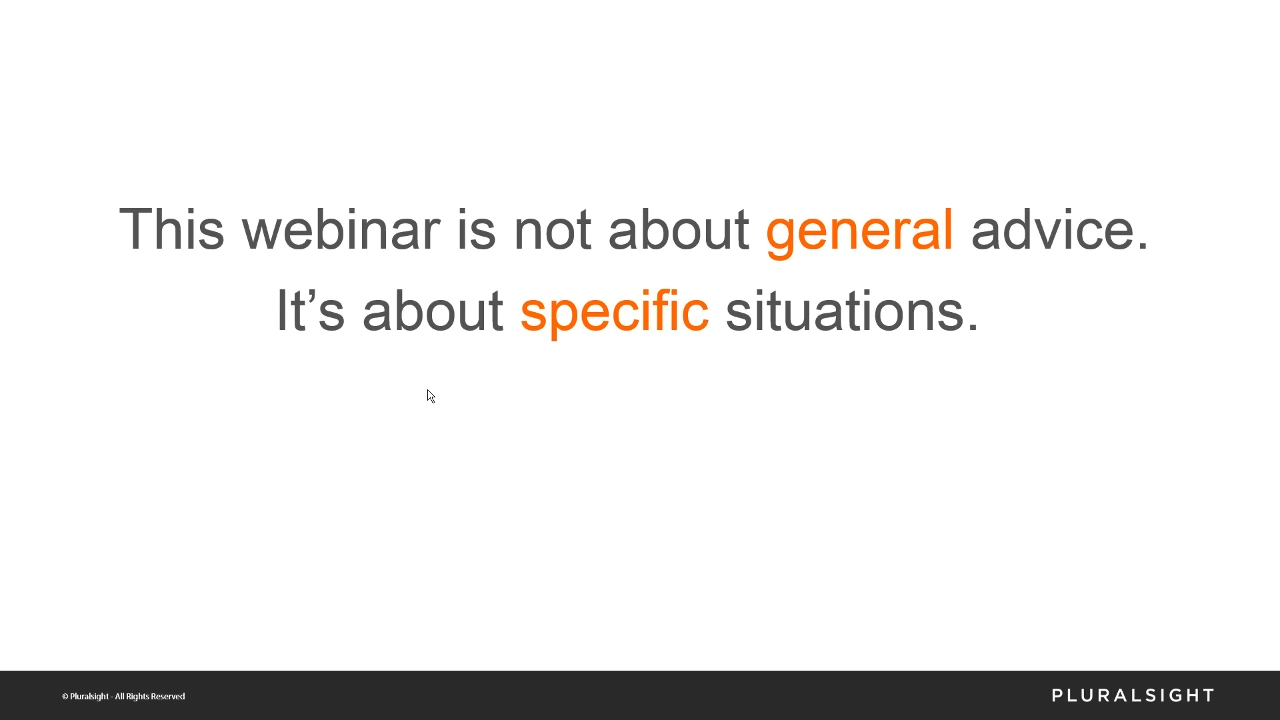 This webinar is not about general advice.
It’s about specific situations.
© Pluralsight - All Rights Reserved
PLURALSIGHT